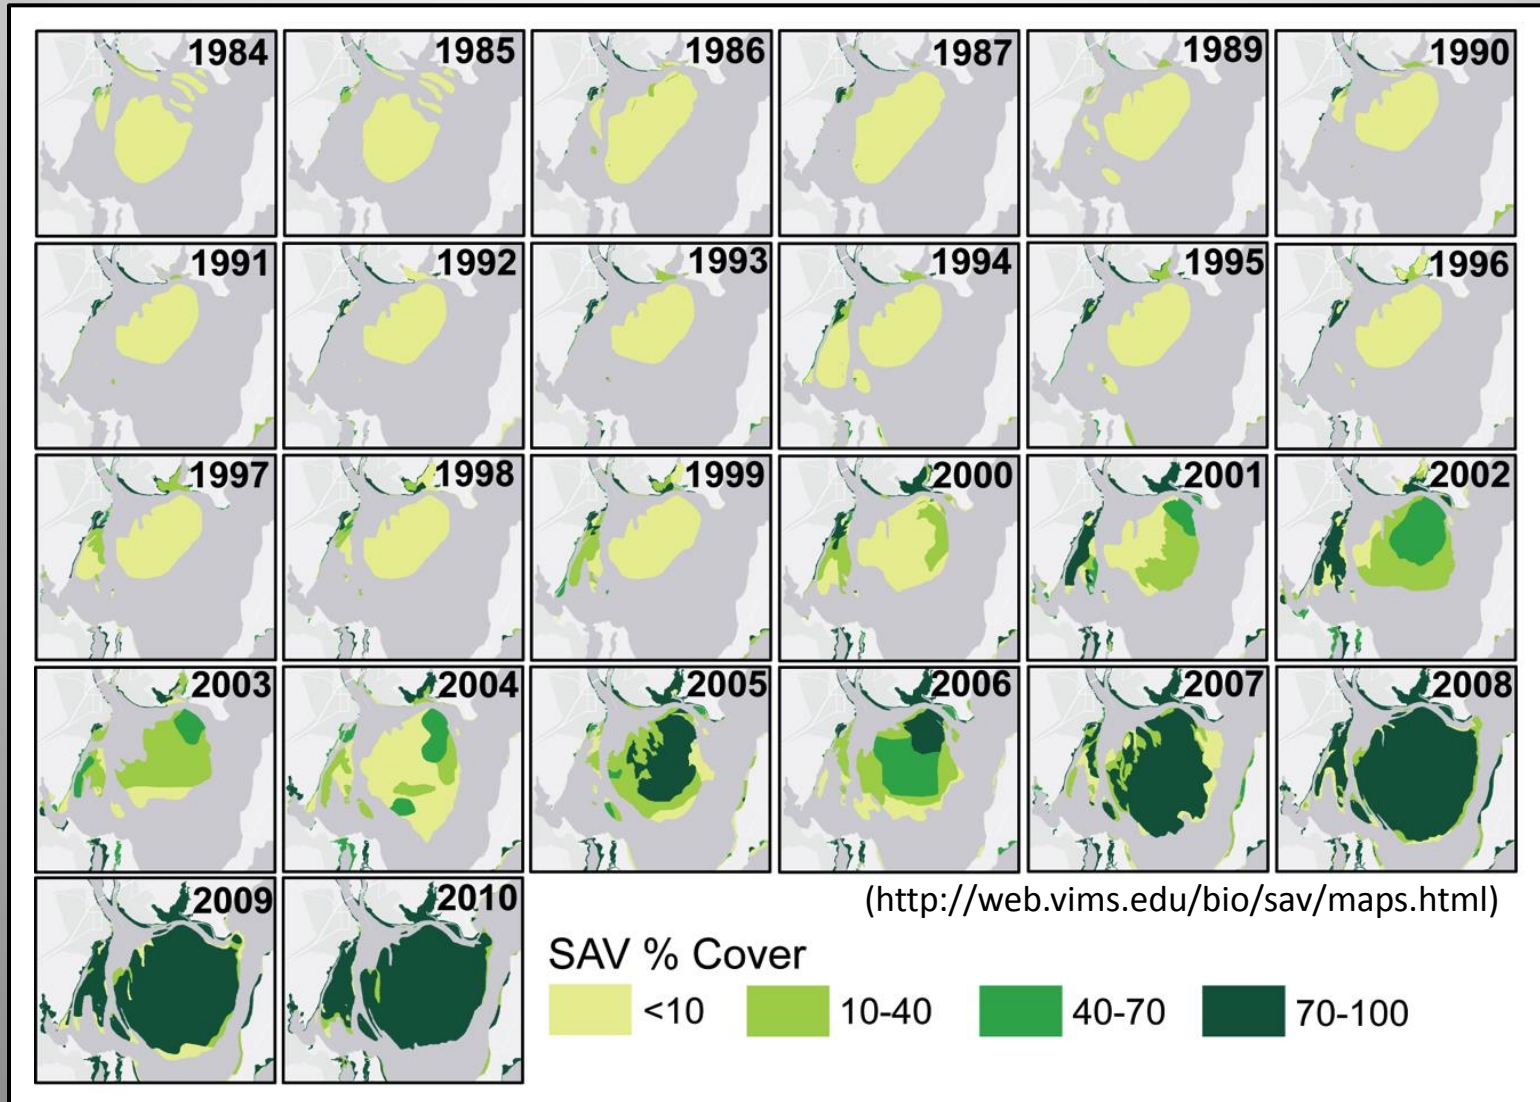 1984 1985 1986 1987 1989 1990
1991 1992 1993 1994 1995 1996
1997 1998 1999 2000 2001 2002
2003 2004 2005 2006 2007 2008
2009 2010
(http://web.vims.edu/bio/sav/maps.html)
SAV % Cover
<10 10-40 40-70 70-100